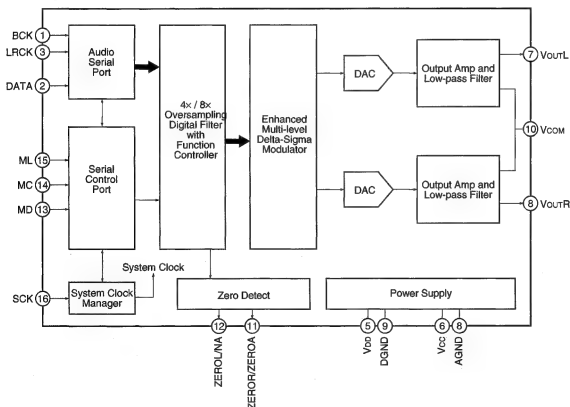 BCK 1
LRCK 3
DATA 2
ML 15
MC 14
MD 13
SCK 16
Audio
Serial
Port
Serial
Control
Port
System Clock
Manager
System Clock
4× / 8×
Oversampling
Digital Filter
with
Function
Controller
Enhanced
Multi-level
Delta-Sigma
Modulator
DAC
DAC
Output Amp and
Low-pass Filter
Output Amp and
Low-pass Filter
7 VOUTL
10 VCOM
8 VOUTR
Zero Detect
Power Supply
12
11
5
9
6
8
ZEROL/NA
ZEROR/ZEROA
VDD
DGND
VCC
AGND